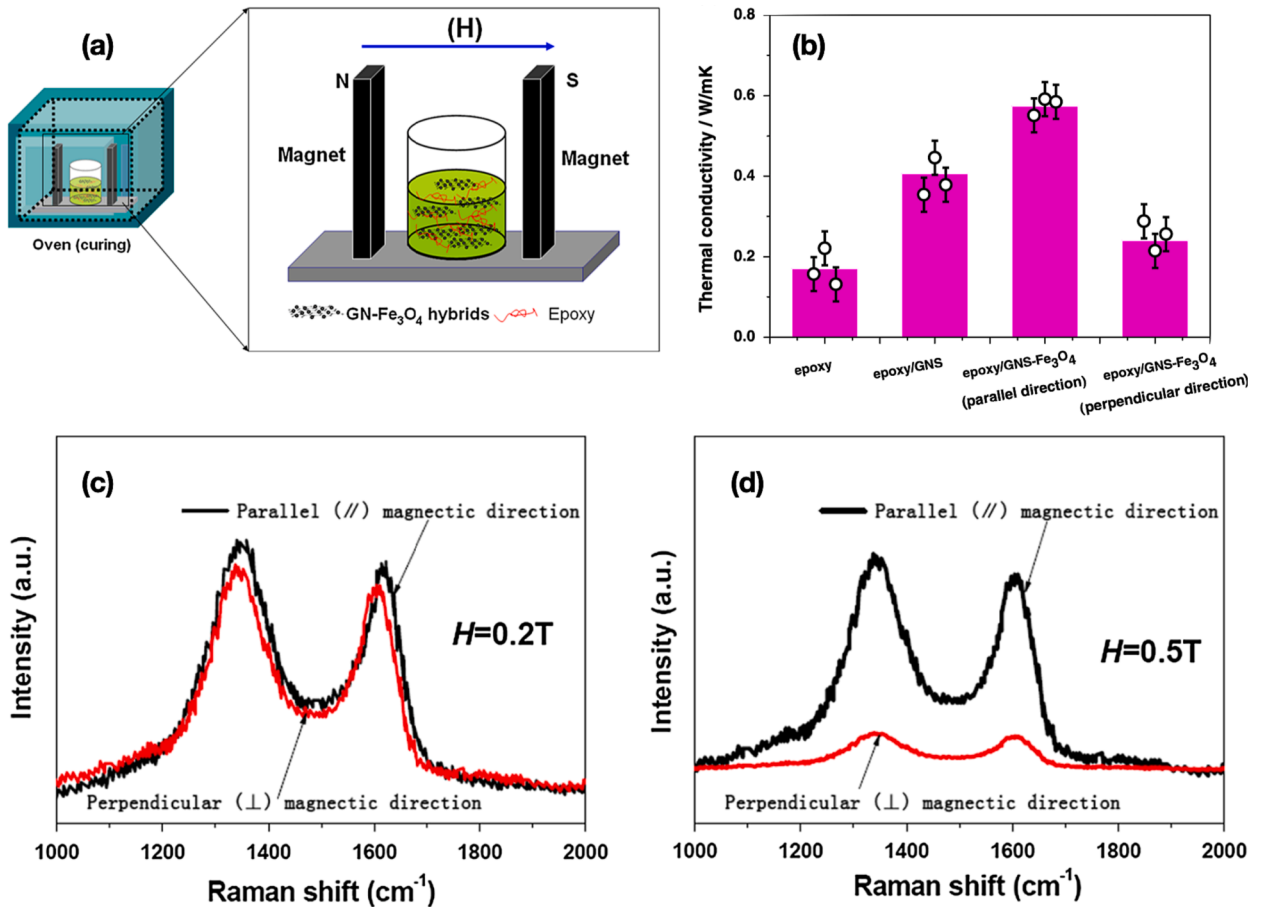 (a)
(H)
N
S
Magnet
Magnet
Oven (curing)
GN-Fe₃O₄ hybrids
Epoxy
(b)
Thermal conductivity / W/mK
0.8
0.6
0.4
0.2
0.0
epoxy
epoxy/GNS
epoxy/GNS-Fe₃O₄
(parallel direction)
epoxy/GNS-Fe₃O₄
(perpendicular direction)
(c)
Parallel (∥) magnectic direction
H=0.2T
Perpendicular (⊥) magnectic direction
Intensity (a.u.)
1000 1200 1400 1600 1800 2000
Raman shift (cm⁻¹)
(d)
Parallel (∥) magnectic direction
H=0.5T
Perpendicular (⊥) magnectic direction
Intensity (a.u.)
1000 1200 1400 1600 1800 2000
Raman shift (cm⁻¹)